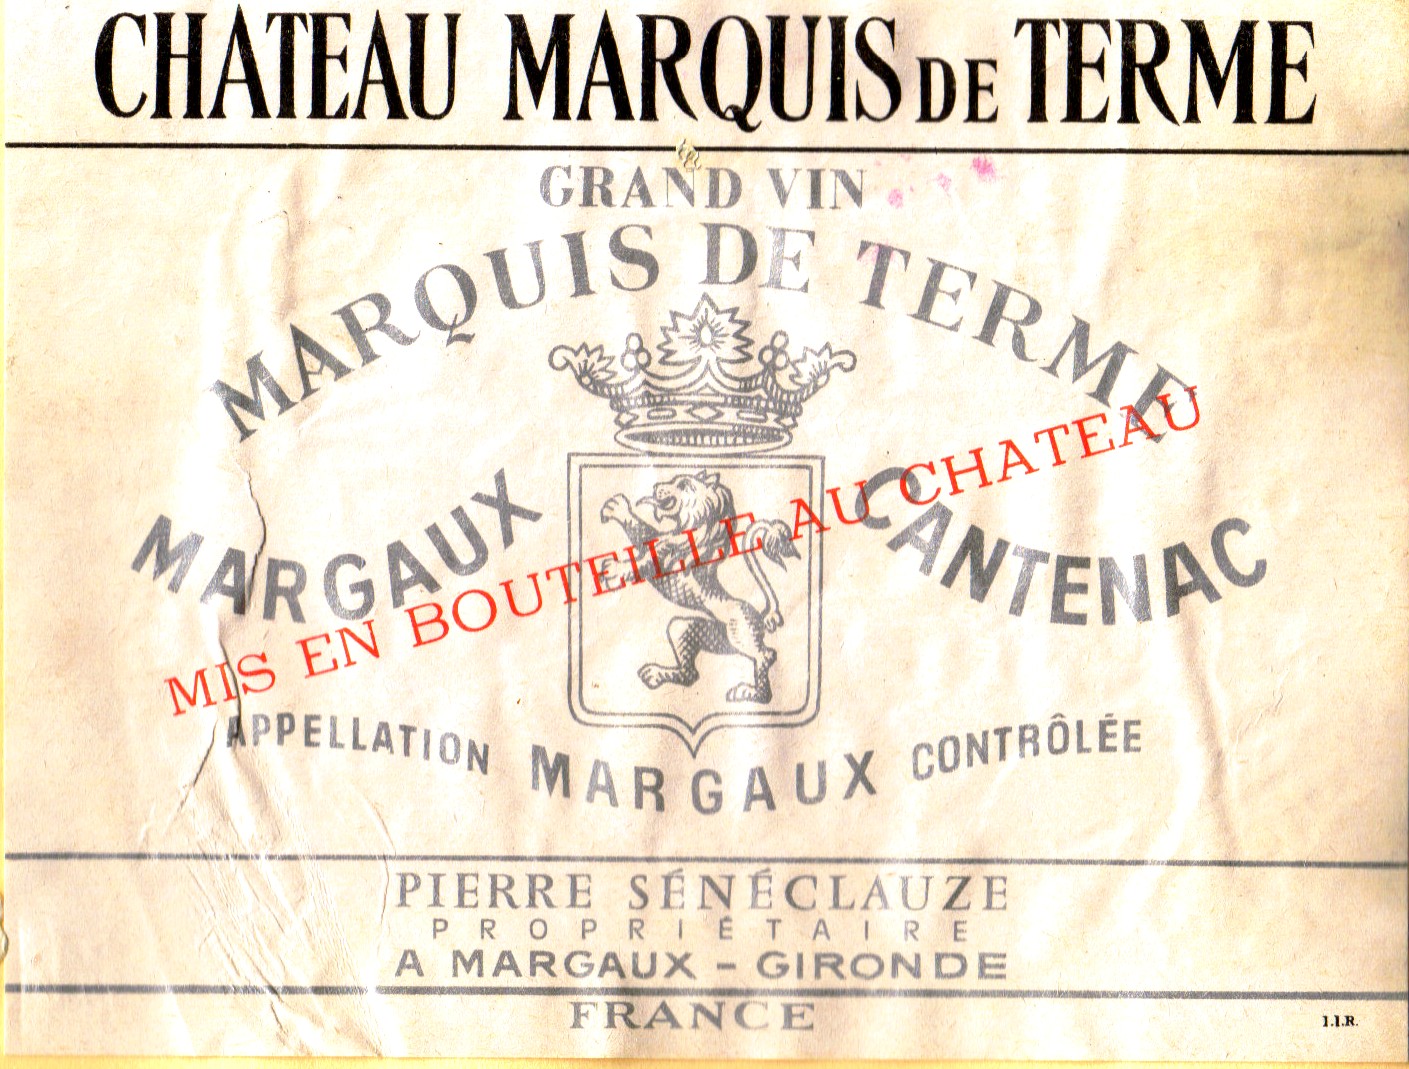 CHATEAU MARQUIS DE TERME
GRAND VIN
MARQUIS DE TERME
MARGAUX CANTENAC
MIS EN BOUTEILLE AU CHATEAU
APPELLATION MARGAUX CONTRÔLÉE
PIERRE SÉNÉCLAUZE
PROPRIÉTAIRE
A MARGAUX - GIRONDE
FRANCE
I.I.R.